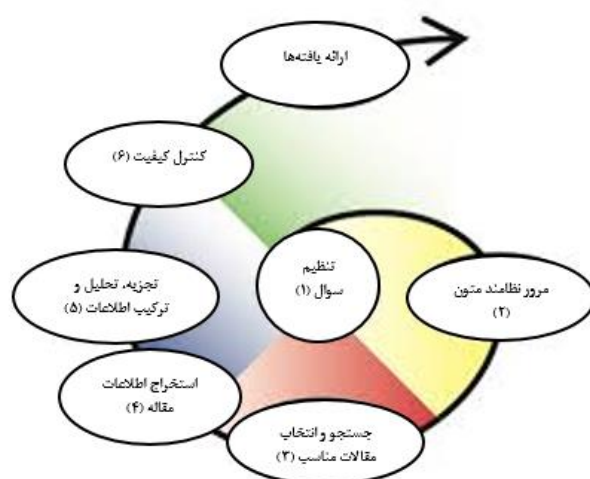 ارائه یافته‌ها
کنترل کیفیت (۶)
تنظیم
سوال (۱)
مرور نظامند متون
(۲)
تجزیه، تحلیل و
ترکیب اطلاعات (۵)
استخراج اطلاعات
مقاله (۴)
جستجو و انتخاب
مقالات مناسب (۳)